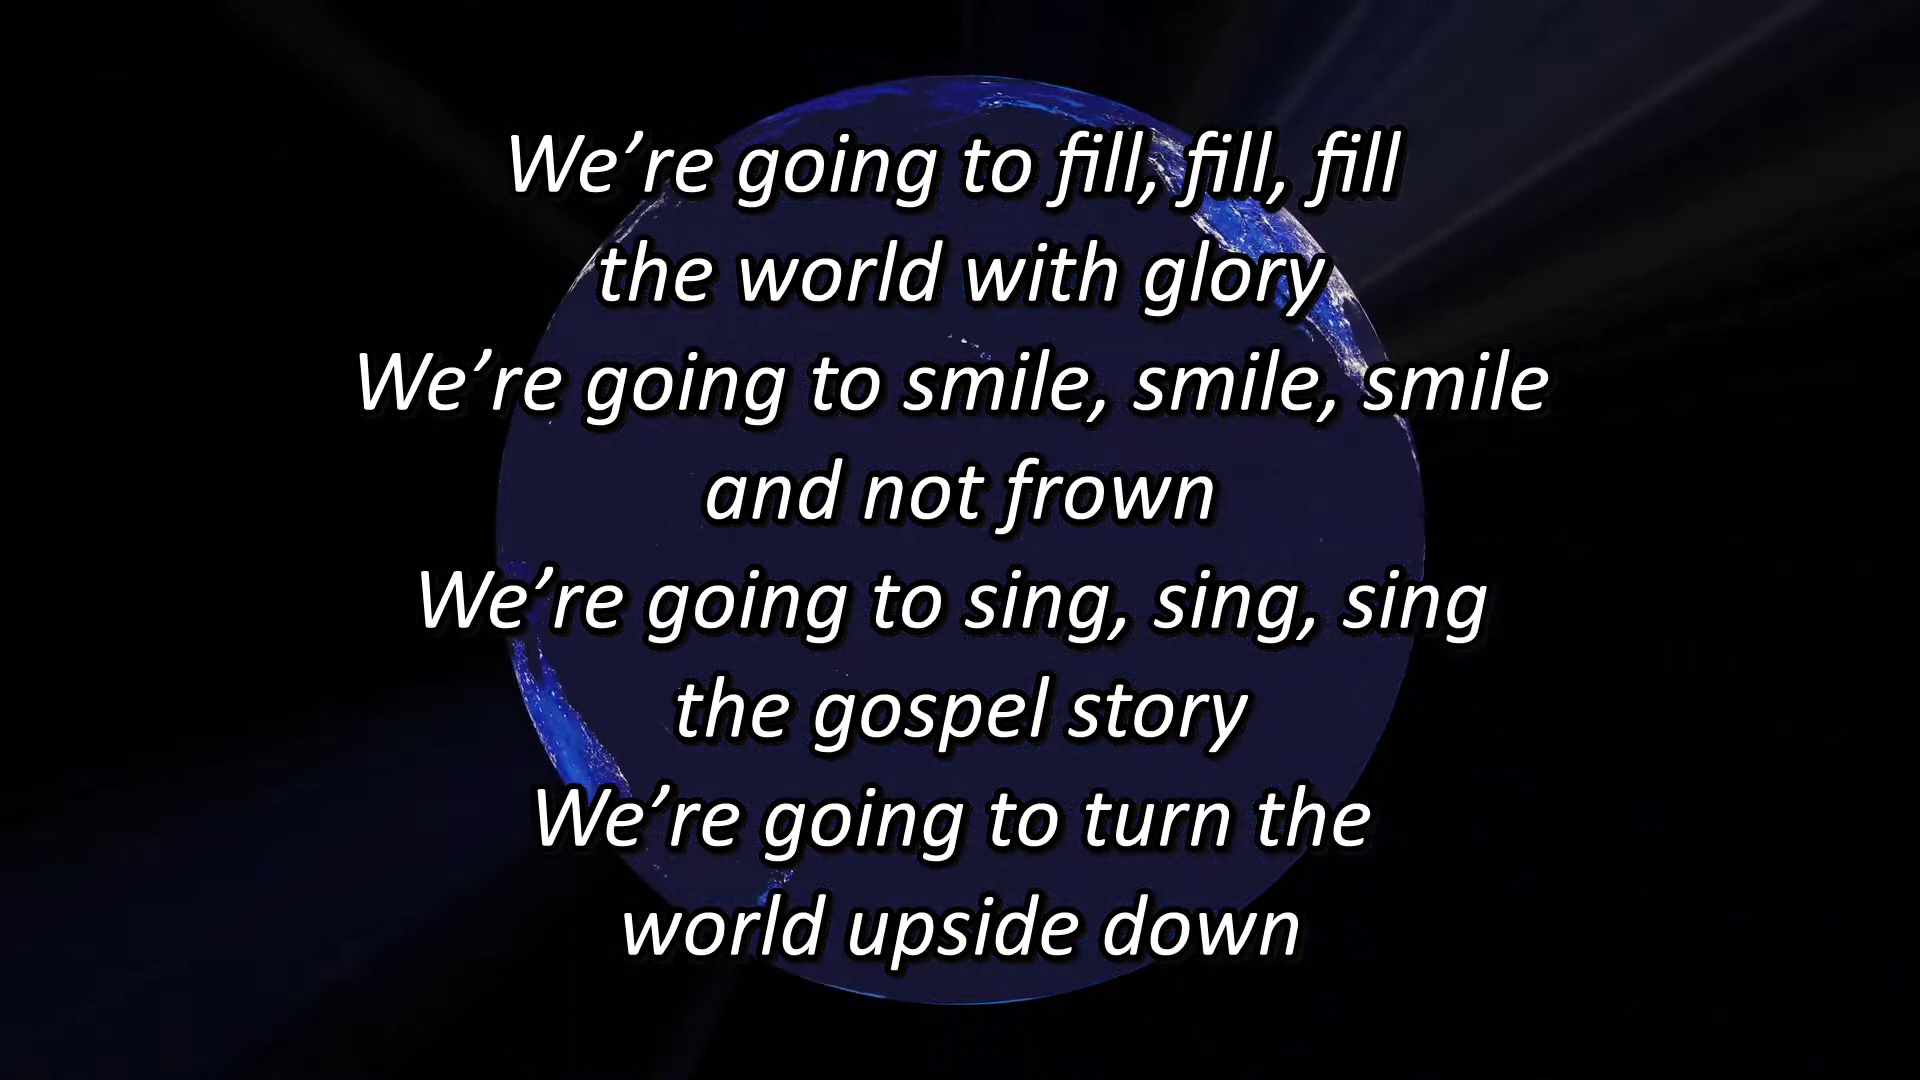 We’re going to fill, fill, fill
the world with glory
We’re going to smile, smile, smile
and not frown
We’re going to sing, sing, sing
the gospel story
We’re going to turn the
world upside down